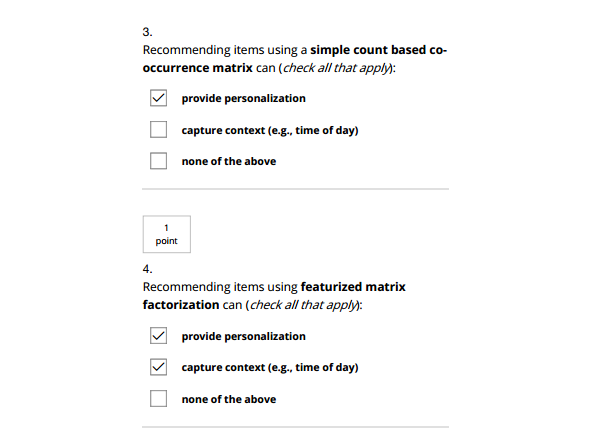 3.
Recommending items using a simple count based co-
occurrence matrix can (check all that apply):
provide personalization
capture context (e.g., time of day)
none of the above
1
point
4.
Recommending items using featurized matrix
factorization can (check all that apply):
provide personalization
capture context (e.g., time of day)
none of the above